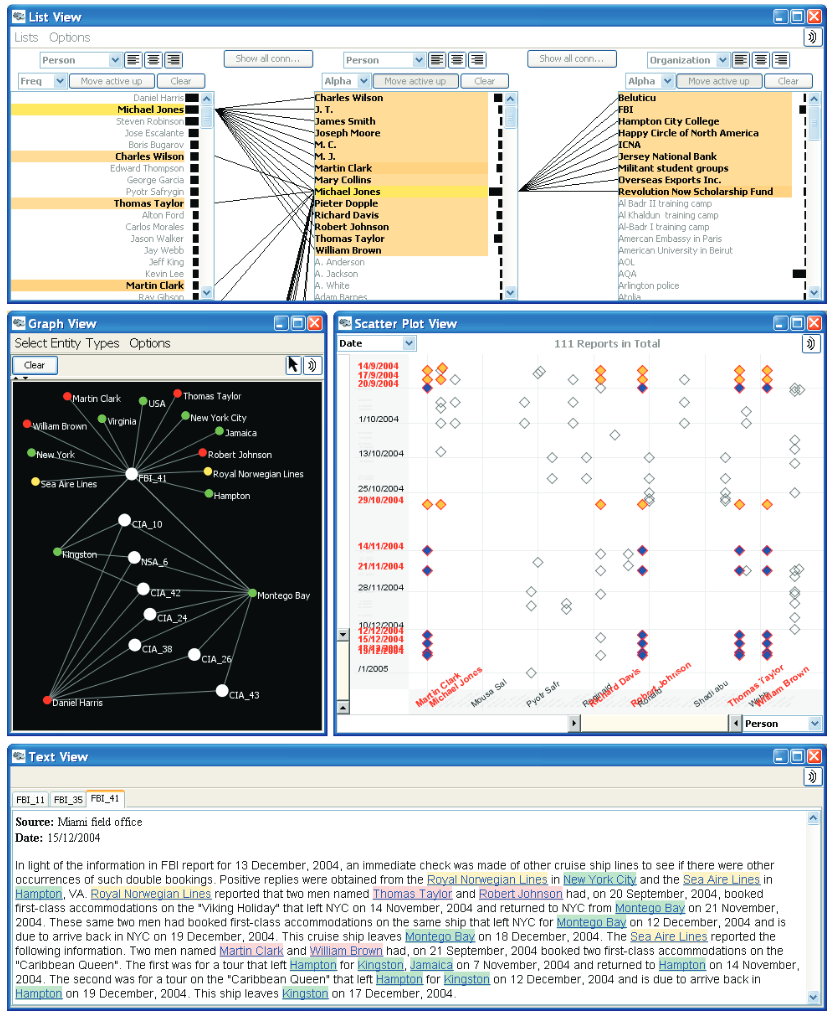 List View
Lists Options
Person Show all conn... Person Show all conn... Organization
Freq Move active up Clear Alpha Move active up Clear Alpha Move active up Clear
Daniel Harris
Michael Jones
Steven Robinson
Jose Escalante
Boris Bugarov
Charles Wilson
Edward Thompson
George Garcia
Pyotr Safrygin
Thomas Taylor
Alton Ford
Carlos Morales
Jason Walker
Jay Webb
Jeff King
Kevin Lee
Martin Clark
Ray Gibson
Charles Wilson
J. T.
James Smith
Joseph Moore
M. C.
M. J.
Martin Clark
Mary Collins
Michael Jones
Pieter Dopple
Richard Davis
Robert Johnson
Thomas Taylor
William Brown
A. Anderson
A. Jackson
A. White
Adam Barnes
Beluticu
FBI
Hampton City College
Happy Circle of North America
ICNA
Jersey National Bank
Militant student groups
Overseas Exports Inc.
Revolution Now Scholarship Fund
Al Badr II training camp
Al Khaldun training camp
Al-Badr I training camp
Amercan Embassy in Paris
American University in Beirut
AOL
AQA
Arlington police
Atolia
Graph View
Select Entity Types Options
Clear
Martin Clark
USA
Thomas Taylor
William Brown
Virginia
New York City
Jamaica
New York
Robert Johnson
FBI_41
Royal Norwegian Lines
Sea Aire Lines
Hampton
CIA_10
Kingston
NSA_6
CIA_42
Montego Bay
CIA_24
CIA_38
CIA_26
CIA_43
Daniel Harris
Scatter Plot View
Date
111 Reports in Total
14/9/2004
17/9/2004
20/9/2004
1/10/2004
13/10/2004
25/10/2004
29/10/2004
14/11/2004
21/11/2004
28/11/2004
10/12/2004
12/12/2004
15/12/2004
/1/2005
Martin Clark
Michael Jones
Mousa Sal
Pyotr Safr
Richard Davis
Robert Johnson
Shadi abu
Thomas Taylor
William Brown
Person
Text View
FBI_11 FBI_35 FBI_41
Source: Miami field office
Date: 15/12/2004
In light of the information in FBI report for 13 December, 2004, an immediate check was made of other cruise ship lines to see if there were other
occurrences of such double bookings. Positive replies were obtained from the Royal Norwegian Lines in New York City and the Sea Aire Lines in
Hampton, VA. Royal Norwegian Lines reported that two men named Thomas Taylor and Robert Johnson had, on 20 September, 2004, booked
first-class accommodations on the "Viking Holiday" that left NYC on 14 November, 2004 and returned to NYC from Montego Bay on 21 November,
2004. These same two men had booked first-class accommodations on the same ship that left NYC for Montego Bay on 12 December, 2004 and is
due to arrive back in NYC on 19 December, 2004. This cruise ship leaves Montego Bay on 18 December, 2004. The Sea Aire Lines reported the
following information. Two men named Martin Clark and William Brown had, on 21 September, 2004 booked two first-class accommodations on the
"Caribbean Queen". The first was for a tour that left Hampton for Kingston, Jamaica on 7 November, 2004 and returned to Hampton on 14 November,
2004. The second was for a tour on the "Caribbean Queen" that left Hampton for Kingston on 12 December, 2004 and is due to arrive back in
Hampton on 19 December, 2004. This ship leaves Kingston on 17 December, 2004.